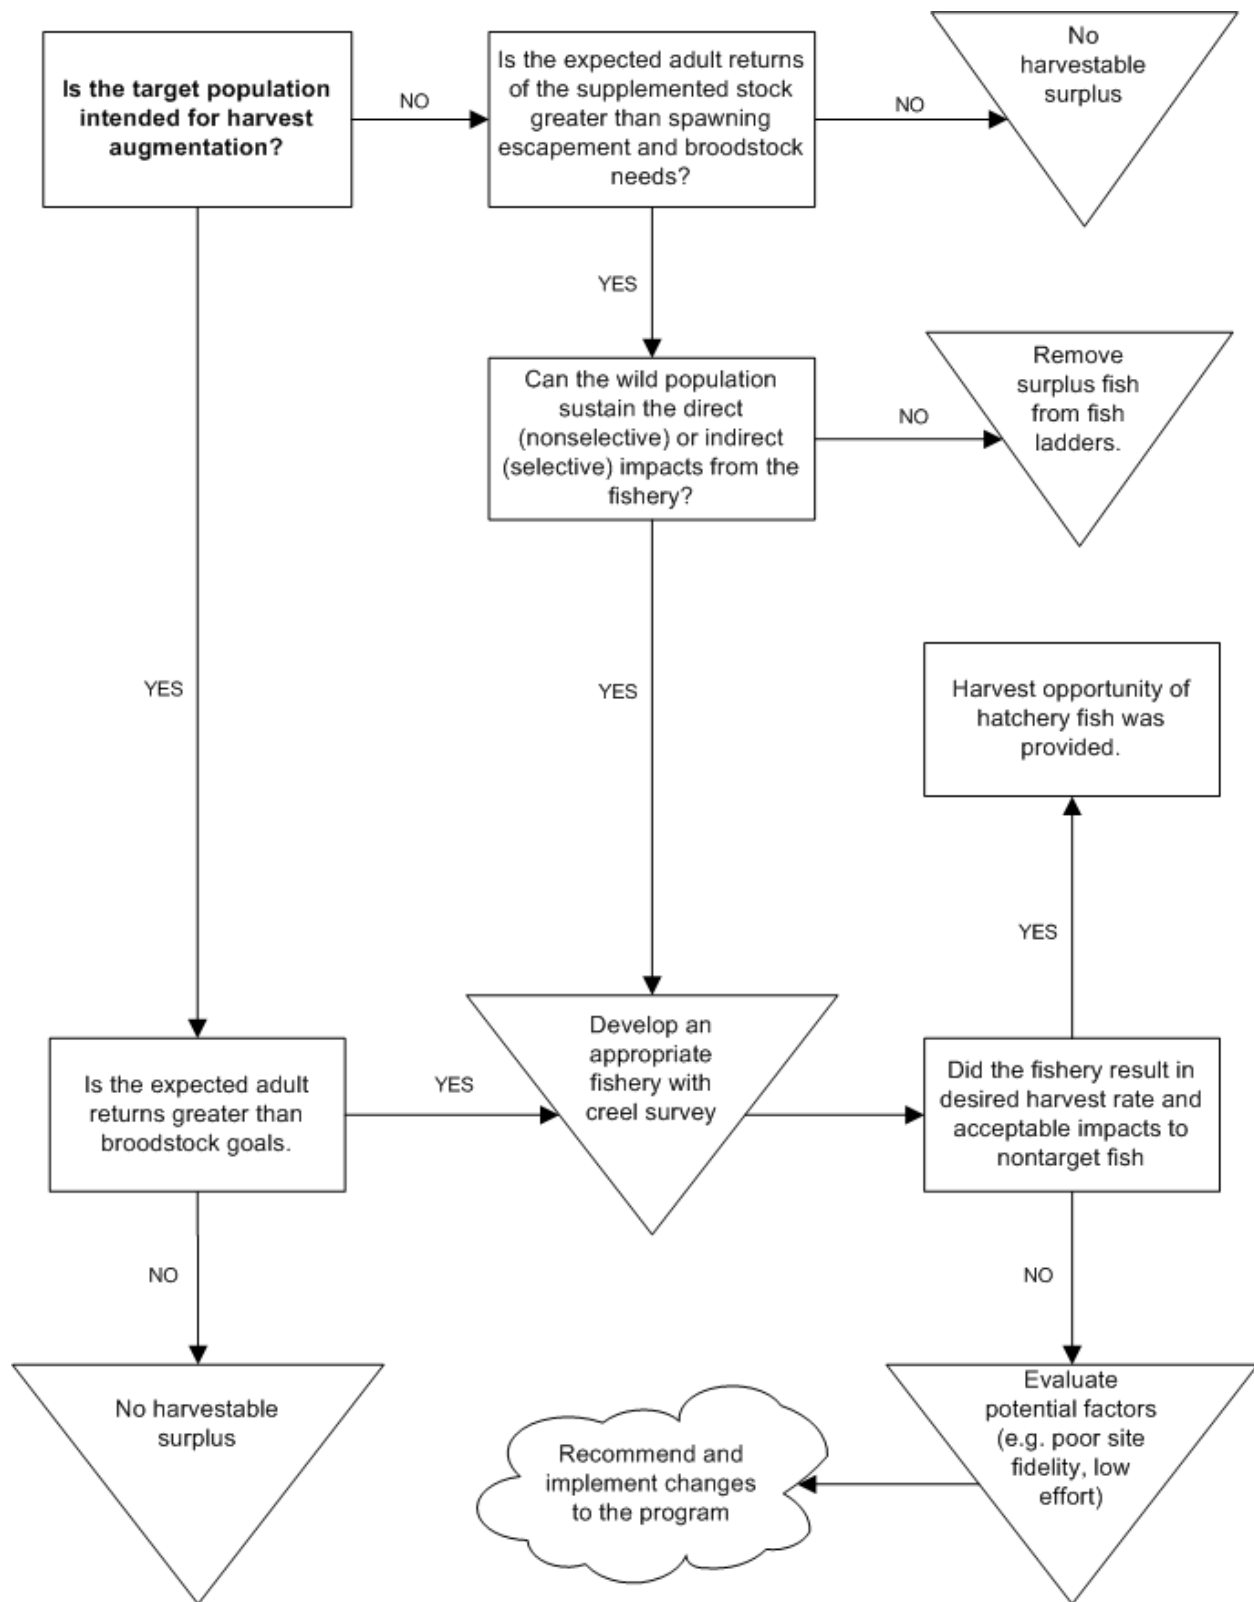 Is the target population
intended for harvest
augmentation?
NO
Is the expected adult returns
of the supplemented stock
greater than spawning
escapement and broodstock
needs?
NO
No
harvestable
surplus
YES
Can the wild population
sustain the direct
(nonselective) or indirect
(selective) impacts from the
fishery?
NO
Remove
surplus fish
from fish
ladders.
YES
YES
Harvest opportunity of
hatchery fish was
provided.
YES
Is the expected adult
returns greater than
broodstock goals.
YES
Develop an
appropriate
fishery with
creel survey
Did the fishery result in
desired harvest rate and
acceptable impacts to
nontarget fish
NO
NO
No harvestable
surplus
Recommend and
implement changes
to the program
Evaluate
potential factors
(e.g. poor site
fidelity, low
effort)